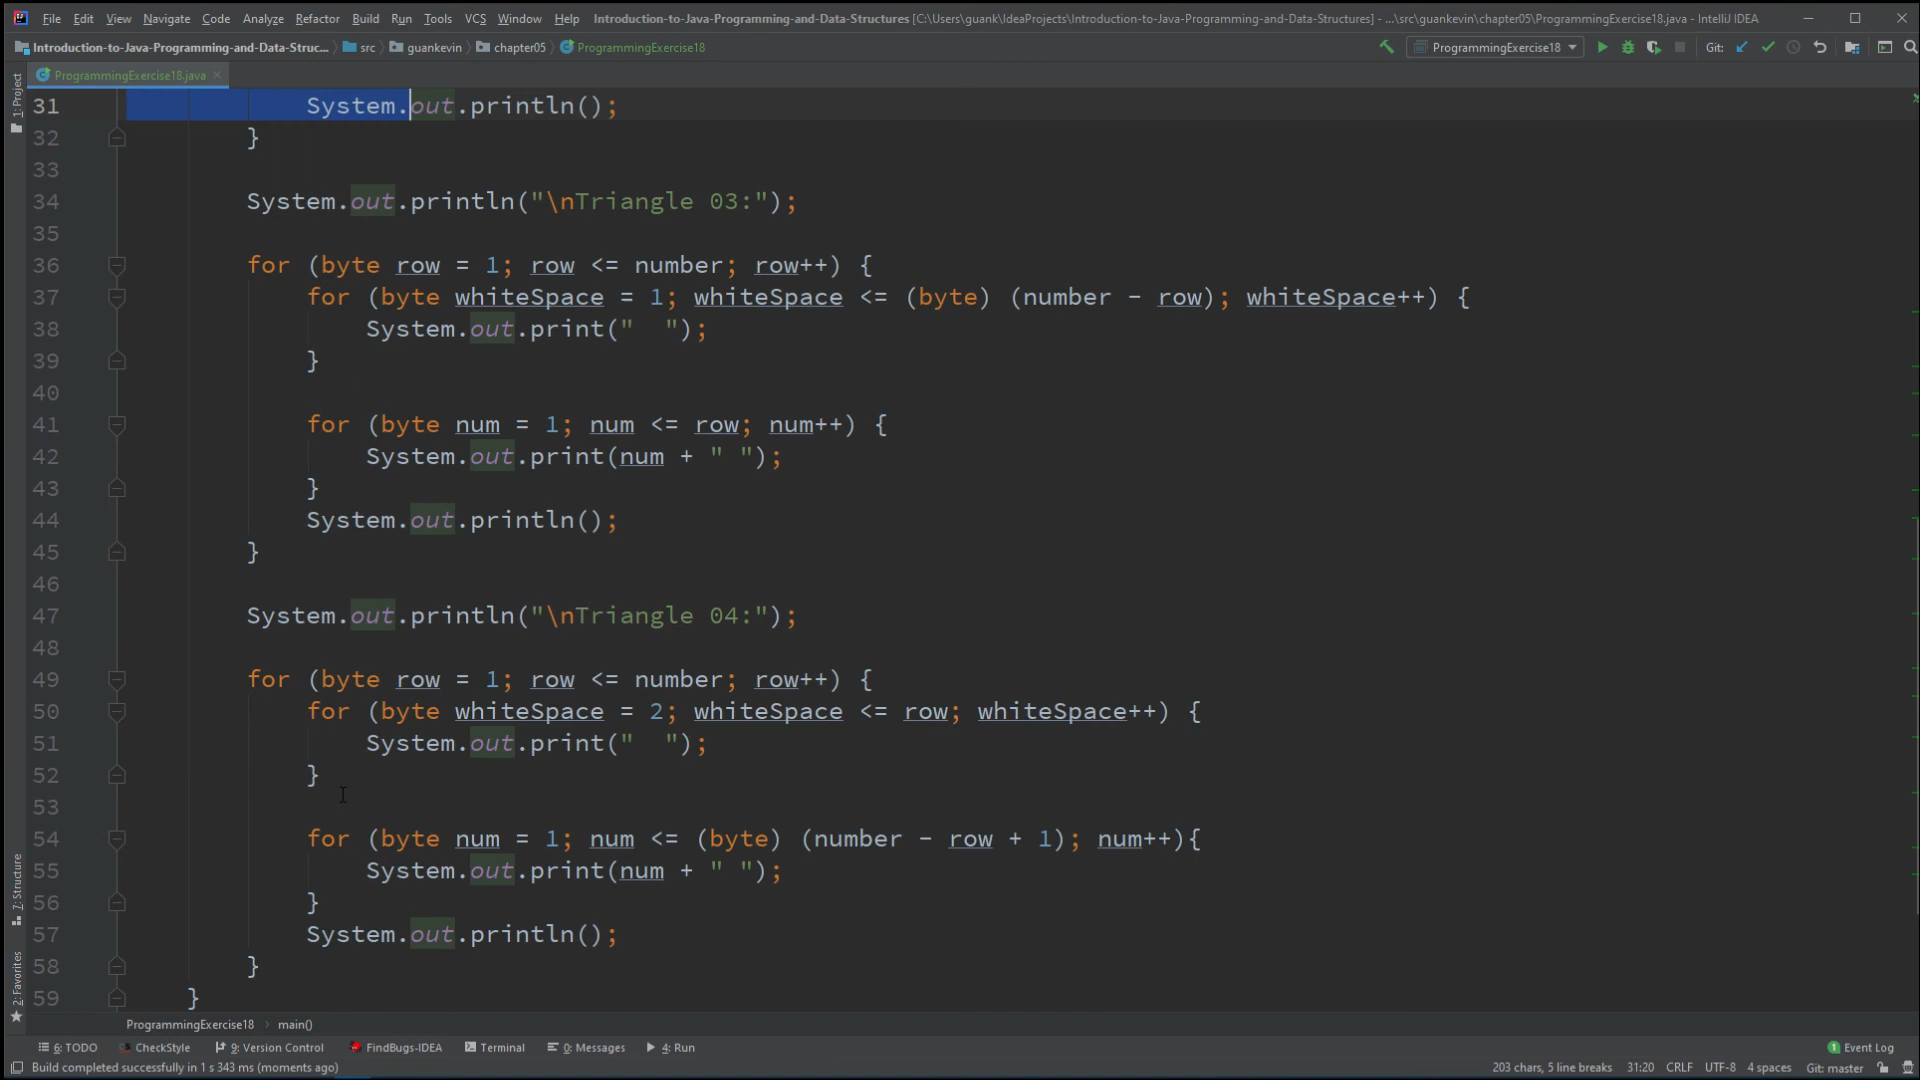 File Edit View Navigate Code Analyze Refactor Build Run Tools VCS Window Help Introduction-to-Java-Programming-and-Data-Structures [C:\Users\guank\IdeaProjects\Introduction-to-Java-Programming-and-Data-Structures] - ...\src\guankevin\chapter05\ProgrammingExercise18.java - IntelliJ IDEA
Introduction-to-Java-Programming-and-Data-Struc... src guankevin chapter05 ProgrammingExercise18 ProgrammingExercise18 Git:
ProgrammingExercise18.java
1: Project
31 System.out.println();
32 }
33
34 System.out.println("\nTriangle 03:");
35
36 for (byte row = 1; row <= number; row++) {
37 for (byte whiteSpace = 1; whiteSpace <= (byte) (number - row); whiteSpace++) {
38 System.out.print("  ");
39 }
40
41 for (byte num = 1; num <= row; num++) {
42 System.out.print(num + " ");
43 }
44 System.out.println();
45 }
46
47 System.out.println("\nTriangle 04:");
48
49 for (byte row = 1; row <= number; row++) {
50 for (byte whiteSpace = 2; whiteSpace <= row; whiteSpace++) {
51 System.out.print("  ");
52 }
53
54 for (byte num = 1; num <= (byte) (number - row + 1); num++){
55 System.out.print(num + " ");
56 }
57 System.out.println();
58 }
59 }
7: Structure
2: Favorites
ProgrammingExercise18 main()
6: TODO CheckStyle 9: Version Control FindBugs-IDEA Terminal 0: Messages 4: Run 1 Event Log
Build completed successfully in 1 s 343 ms (moments ago) 203 chars, 5 line breaks 31:20 CRLF UTF-8 4 spaces Git: master